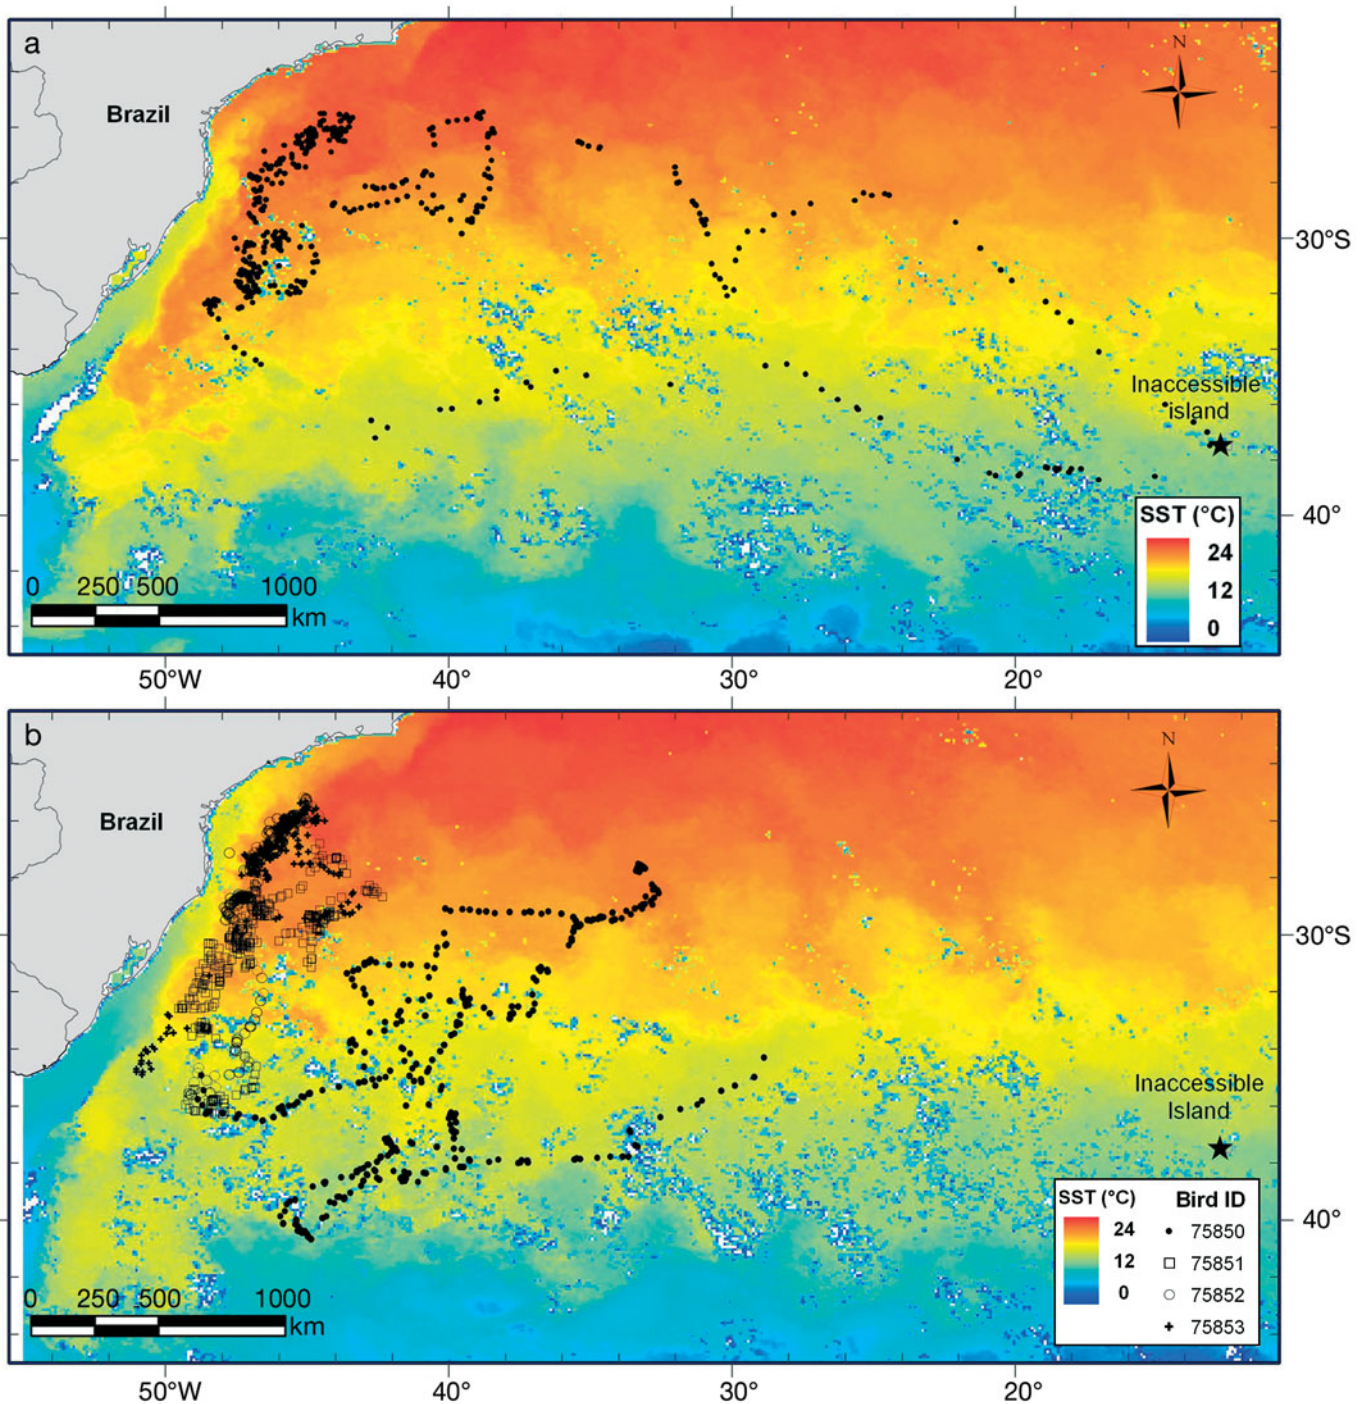 a
N
Brazil
30°S
Inaccessible
island
SST (°C)
24
12
0
40°
0 250 500 1000
km
50°W 40° 30° 20°
b
N
Brazil
30°S
Inaccessible
Island
SST (°C) Bird ID
24 75850
12 75851
0 75852
75853
40°
0 250 500 1000
km
50°W 40° 30° 20°